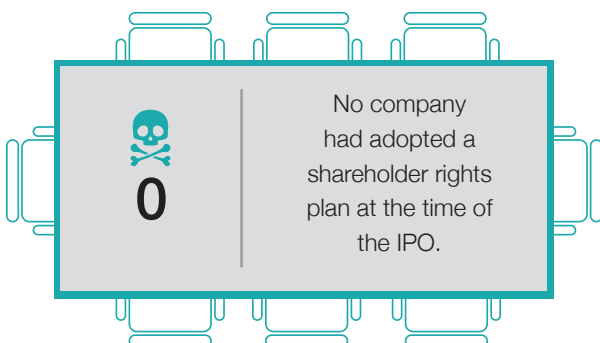 0
No company
had adopted a
shareholder rights
plan at the time of
the IPO.